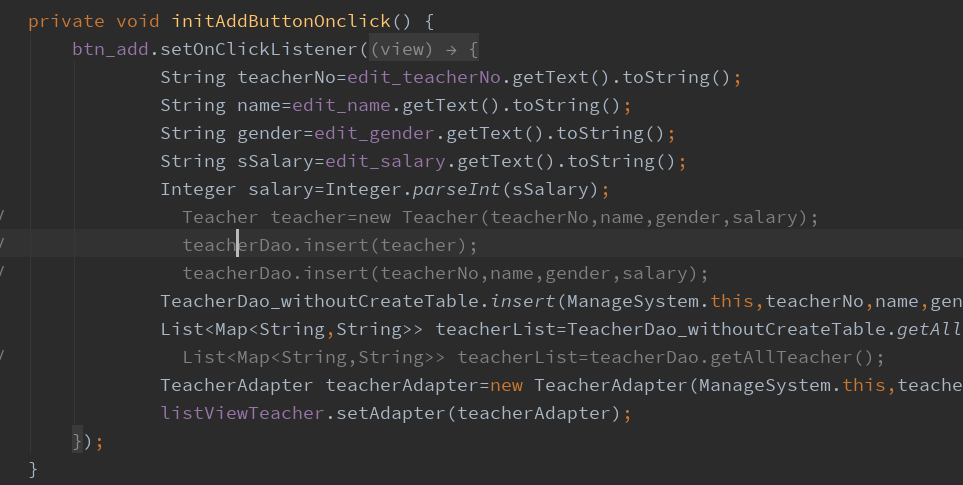 private void initAddButtonOnclick() {
btn_add.setOnClickListener((view) → {
String teacherNo=edit_teacherNo.getText().toString();
String name=edit_name.getText().toString();
String gender=edit_gender.getText().toString();
String sSalary=edit_salary.getText().toString();
Integer salary=Integer.parseInt(sSalary);
/ Teacher teacher=new Teacher(teacherNo,name,gender,salary);
/ teacherDao.insert(teacher);
/ teacherDao.insert(teacherNo,name,gender,salary);
TeacherDao_withoutCreateTable.insert(ManageSystem.this,teacherNo,name,gen
List<Map<String,String>> teacherList=TeacherDao_withoutCreateTable.getAll
/ List<Map<String,String>> teacherList=teacherDao.getAllTeacher();
TeacherAdapter teacherAdapter=new TeacherAdapter(ManageSystem.this,teache
listViewTeacher.setAdapter(teacherAdapter);
});
}